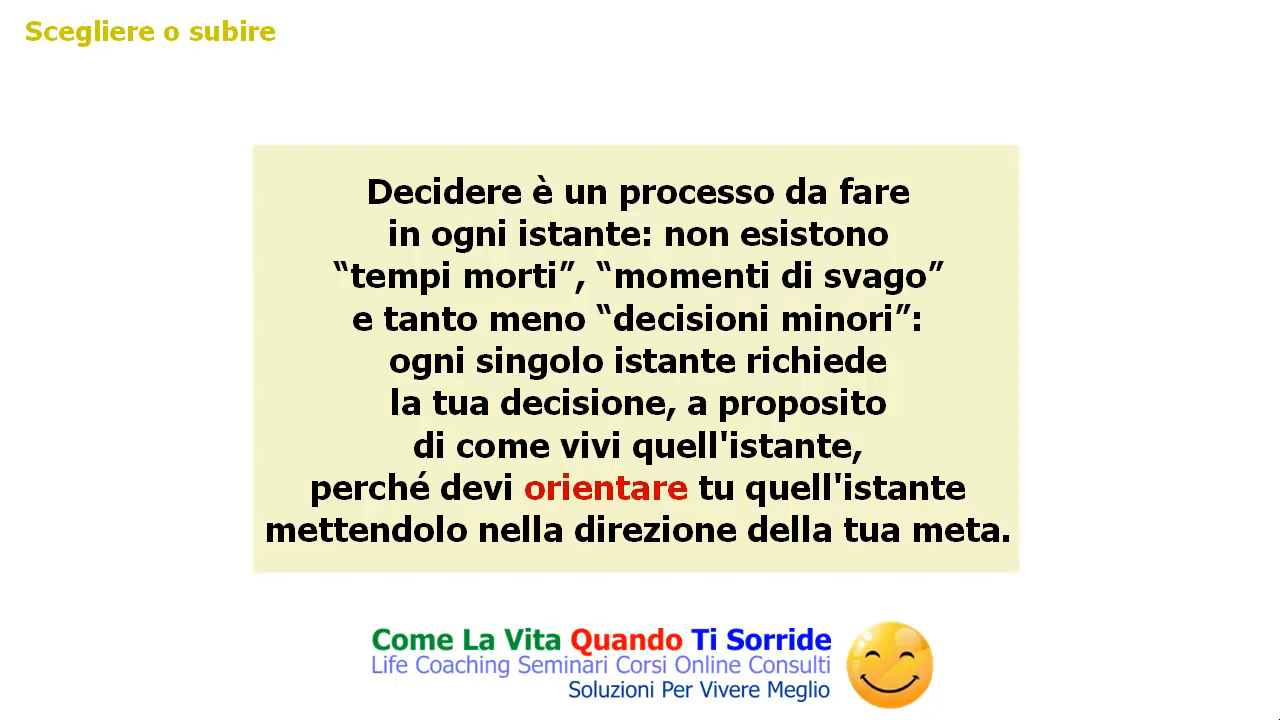 Scegliere o subire
Decidere è un processo da fare
in ogni istante: non esistono
“tempi morti”, “momenti di svago”
e tanto meno “decisioni minori”:
ogni singolo istante richiede
la tua decisione, a proposito
di come vivi quell'istante,
perché devi orientare tu quell'istante
mettendolo nella direzione della tua meta.
Come La Vita Quando Ti Sorride
Life Coaching Seminari Corsi Online Consulti
Soluzioni Per Vivere Meglio